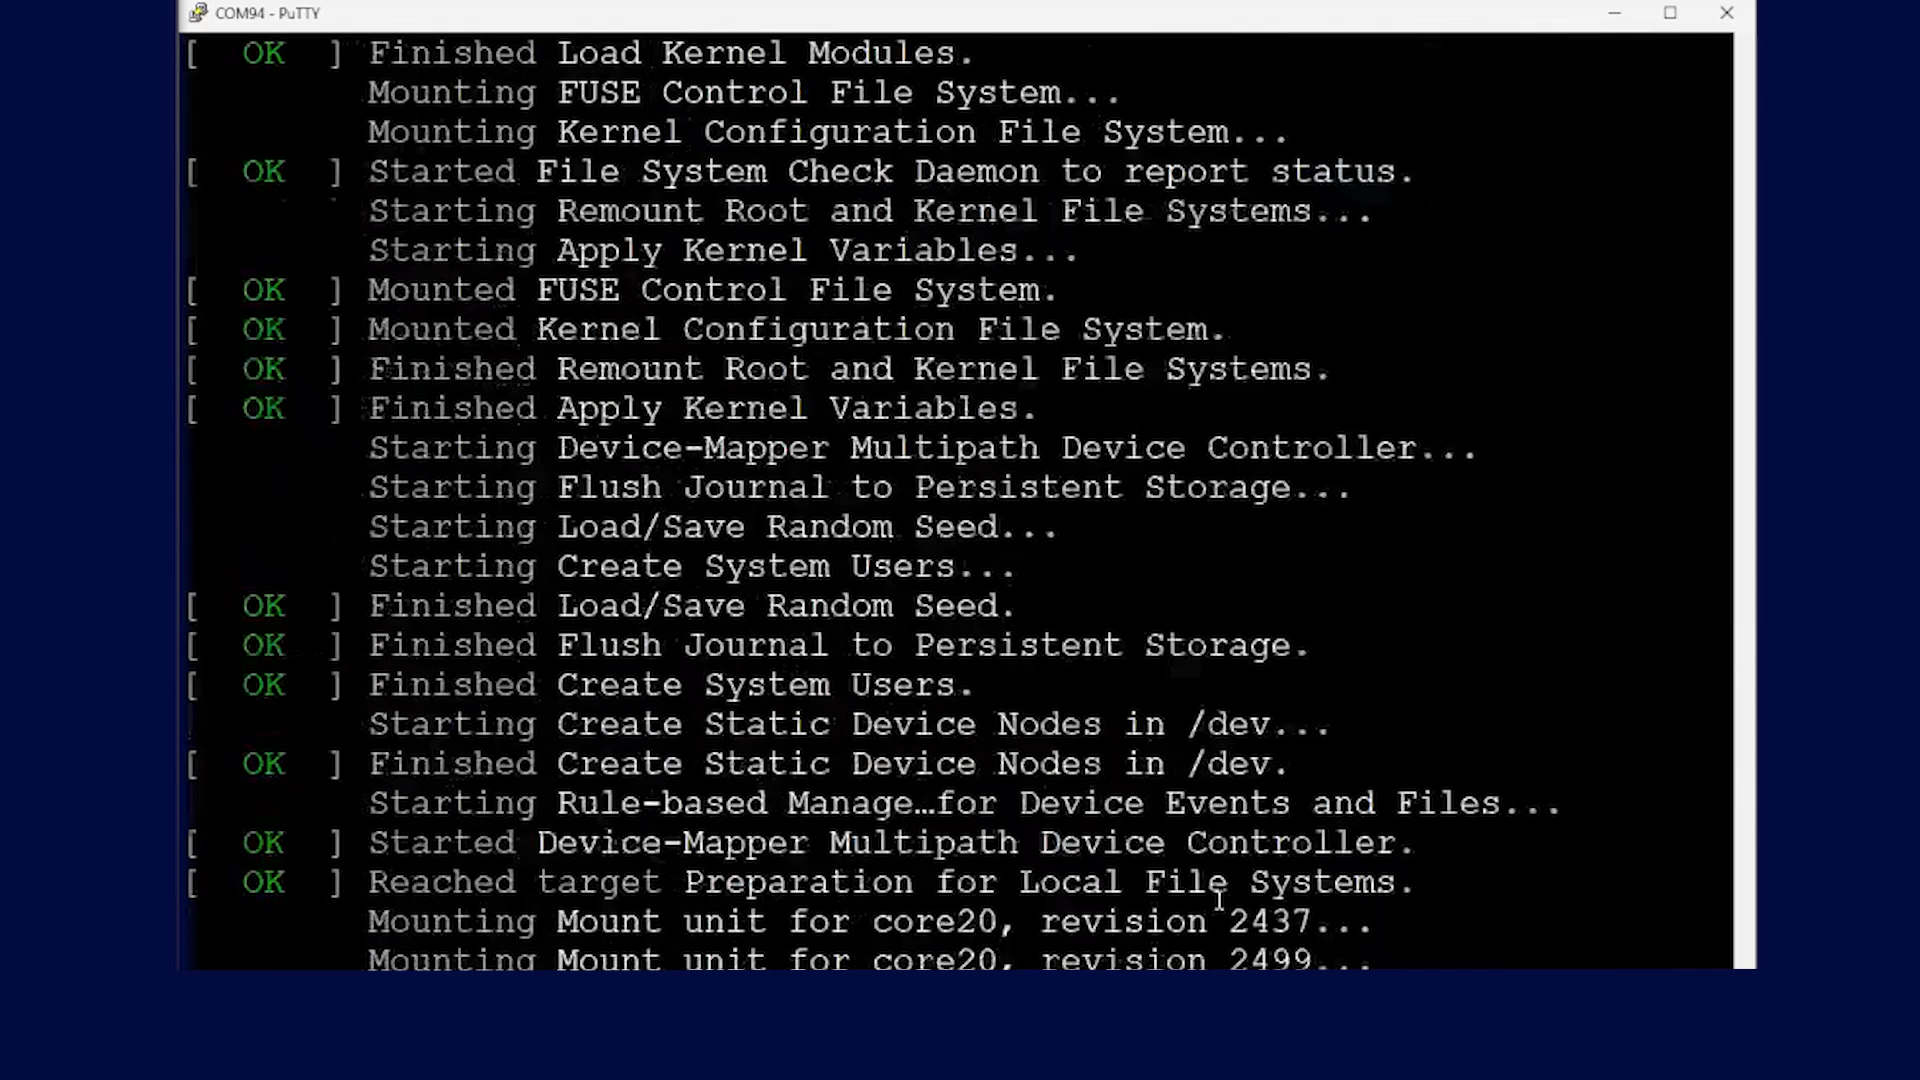 COM94 - PuTTY
[ OK ] Finished Load Kernel Modules.
Mounting FUSE Control File System...
Mounting Kernel Configuration File System...
[ OK ] Started File System Check Daemon to report status.
Starting Remount Root and Kernel File Systems...
Starting Apply Kernel Variables...
[ OK ] Mounted FUSE Control File System.
[ OK ] Mounted Kernel Configuration File System.
[ OK ] Finished Remount Root and Kernel File Systems.
[ OK ] Finished Apply Kernel Variables.
Starting Device-Mapper Multipath Device Controller...
Starting Flush Journal to Persistent Storage...
Starting Load/Save Random Seed...
Starting Create System Users...
[ OK ] Finished Load/Save Random Seed.
[ OK ] Finished Flush Journal to Persistent Storage.
[ OK ] Finished Create System Users.
Starting Create Static Device Nodes in /dev...
[ OK ] Finished Create Static Device Nodes in /dev.
Starting Rule-based Manage…for Device Events and Files...
[ OK ] Started Device-Mapper Multipath Device Controller.
[ OK ] Reached target Preparation for Local File Systems.
Mounting Mount unit for core20, revision 2437...
Mounting Mount unit for core20, revision 2499...